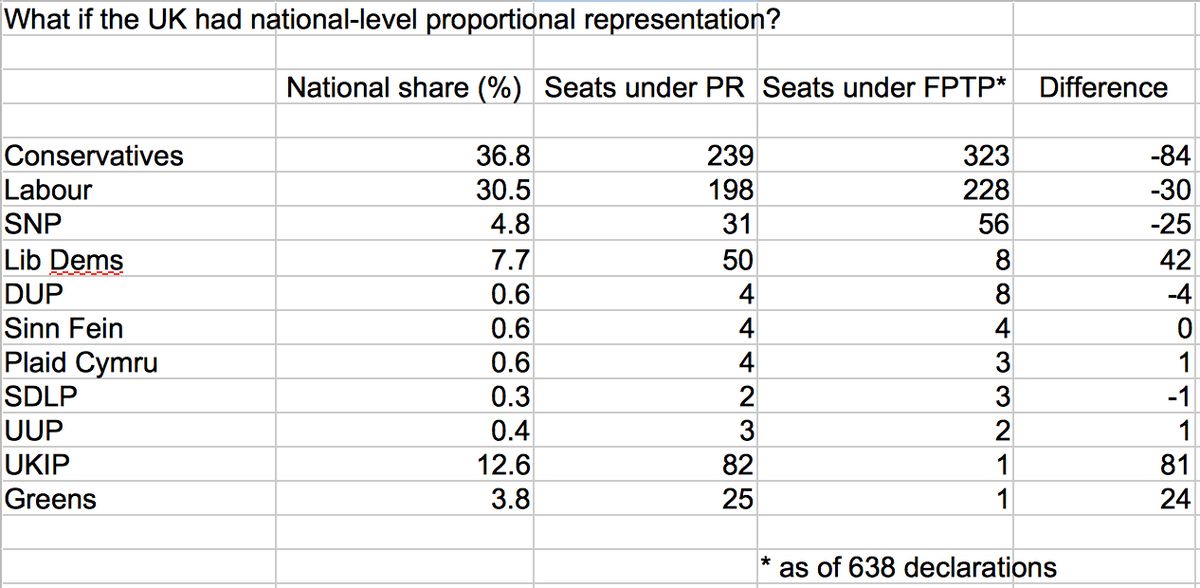 What if the UK had national-level proportional representation?
National share (%) Seats under PR Seats under FPTP* Difference
Conservatives 36.8 239 323 -84
Labour 30.5 198 228 -30
SNP 4.8 31 56 -25
Lib Dems 7.7 50 8 42
DUP 0.6 4 8 -4
Sinn Fein 0.6 4 4 0
Plaid Cymru 0.6 4 3 1
SDLP 0.3 2 3 -1
UUP 0.4 3 2 1
UKIP 12.6 82 1 81
Greens 3.8 25 1 24
* as of 638 declarations